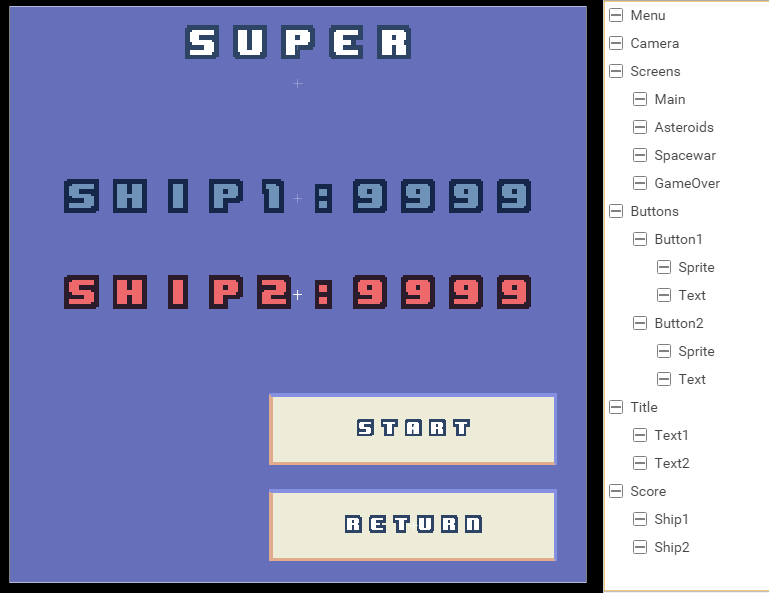 SUPER
SHIP1:9999
SHIP2:9999
START
RETURN
Menu
Camera
Screens
Main
Asteroids
Spacewar
GameOver
Buttons
Button1
Sprite
Text
Button2
Sprite
Text
Title
Text1
Text2
Score
Ship1
Ship2